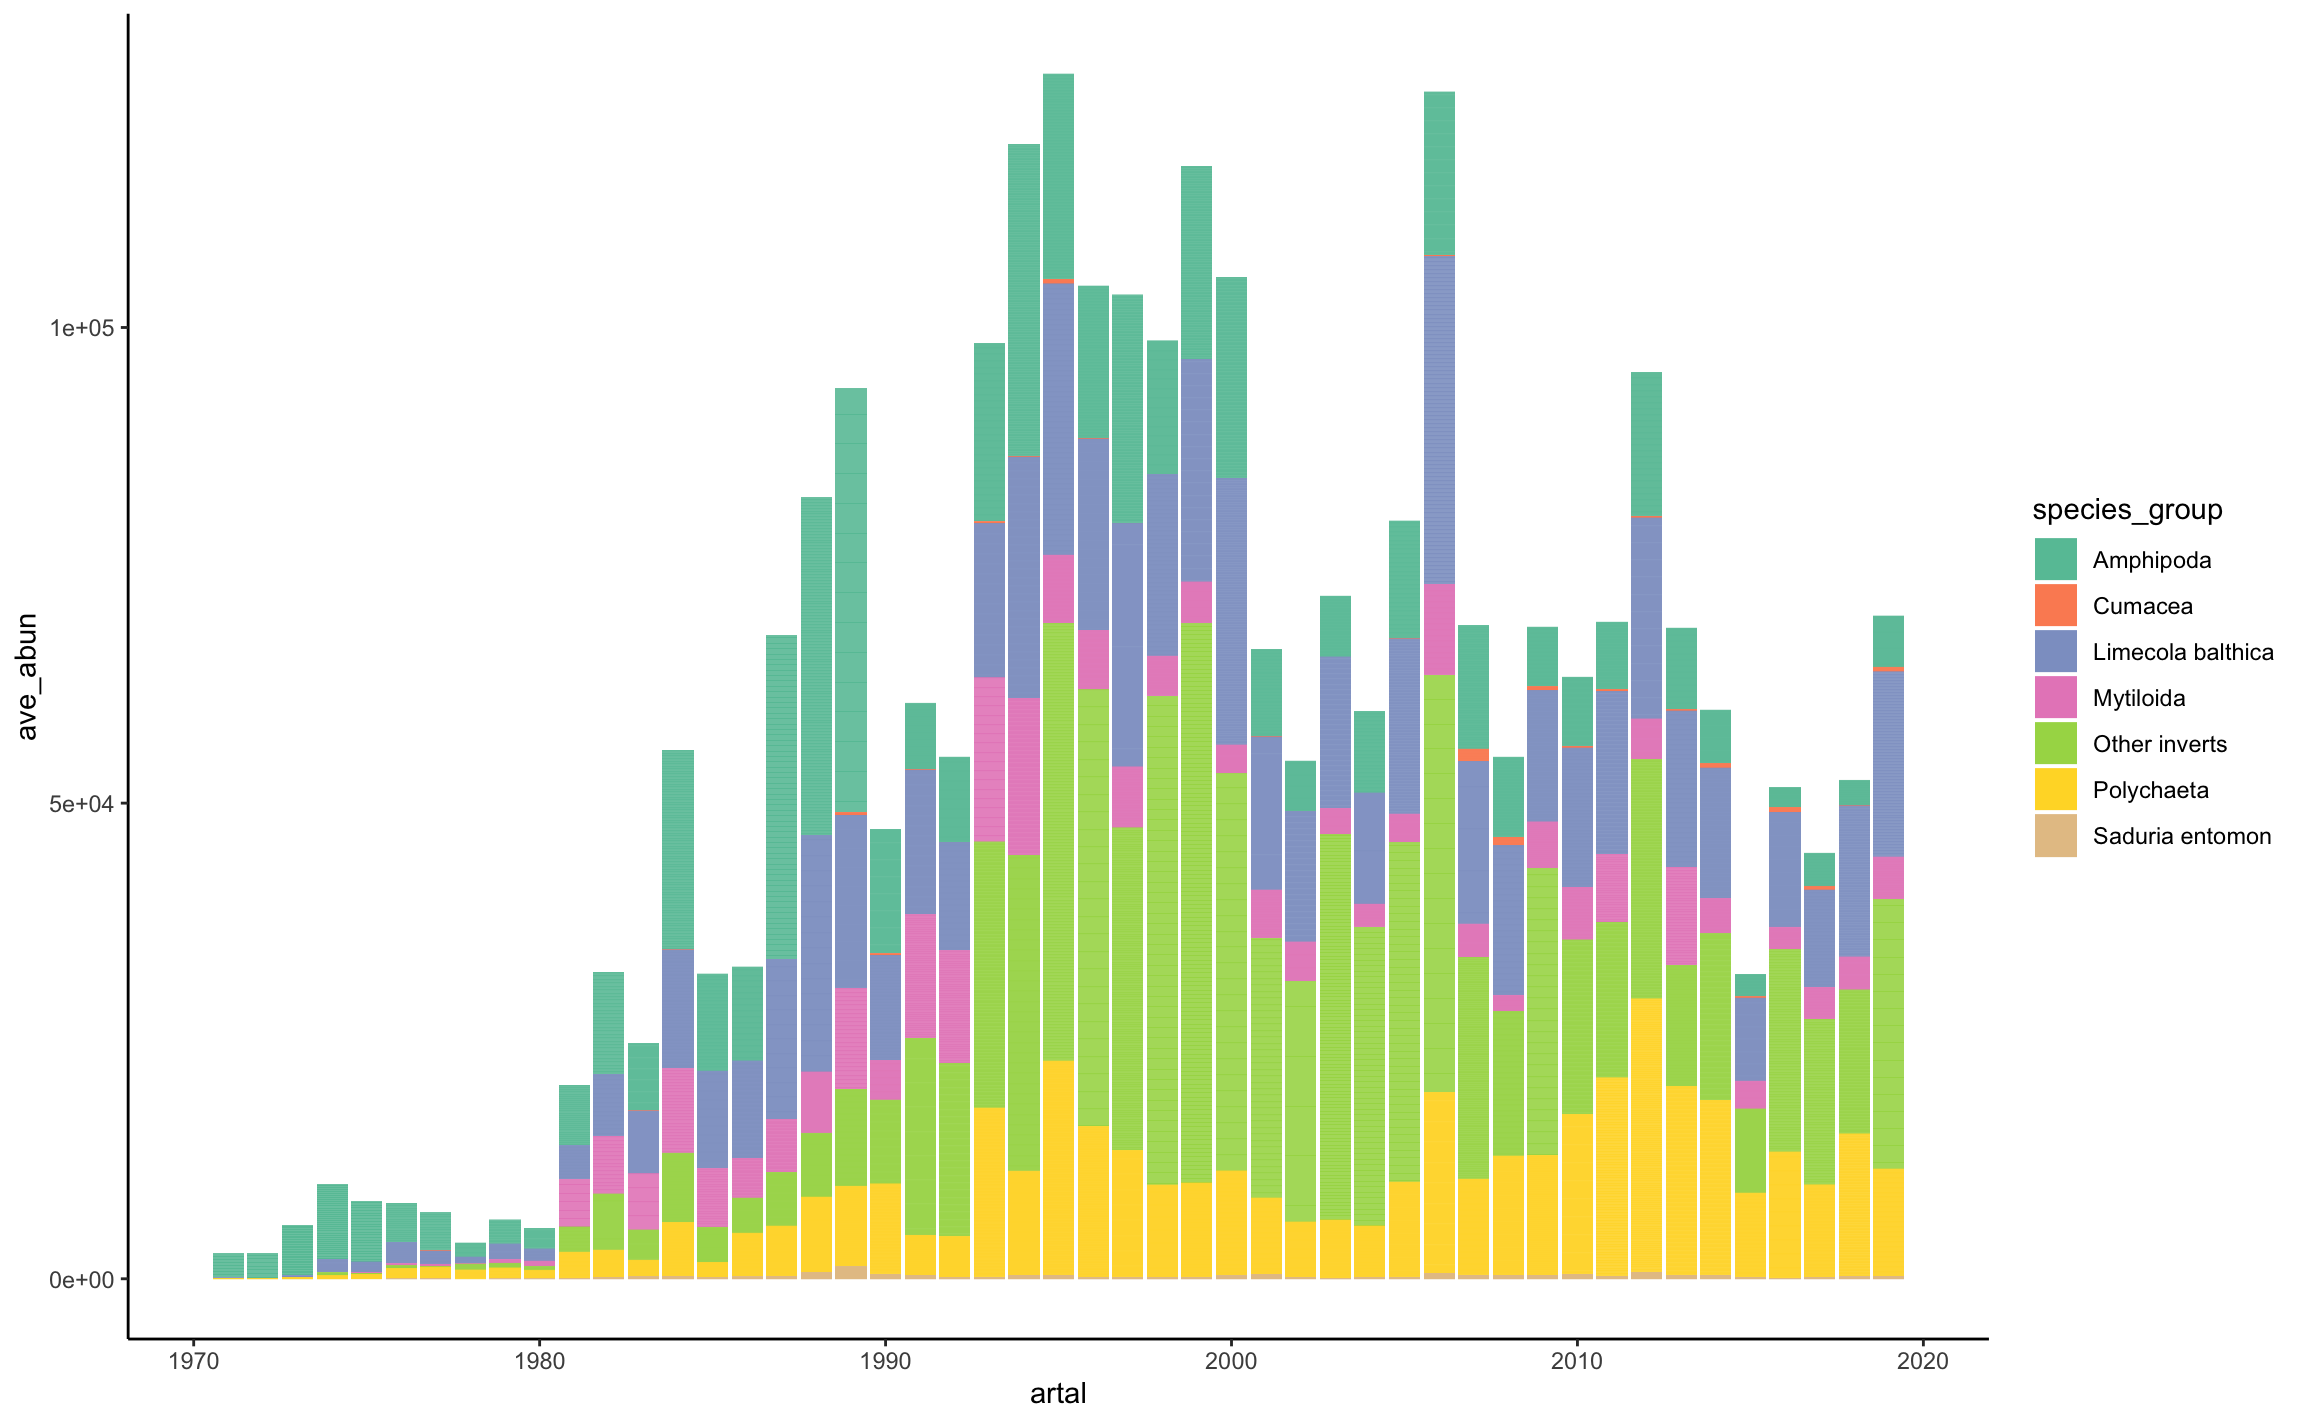 ave_abun
1e+05
5e+04
0e+00
1970
1980
1990
2000
2010
2020
artal
species_group
Amphipoda
Cumacea
Limecola balthica
Mytiloida
Other inverts
Polychaeta
Saduria entomon